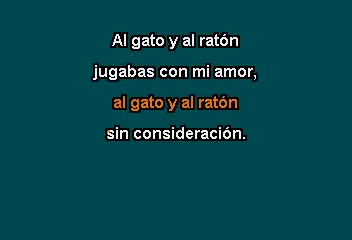 Al gato y al ratón
jugabas con mi amor,
al gato y al ratón
sin consideración.